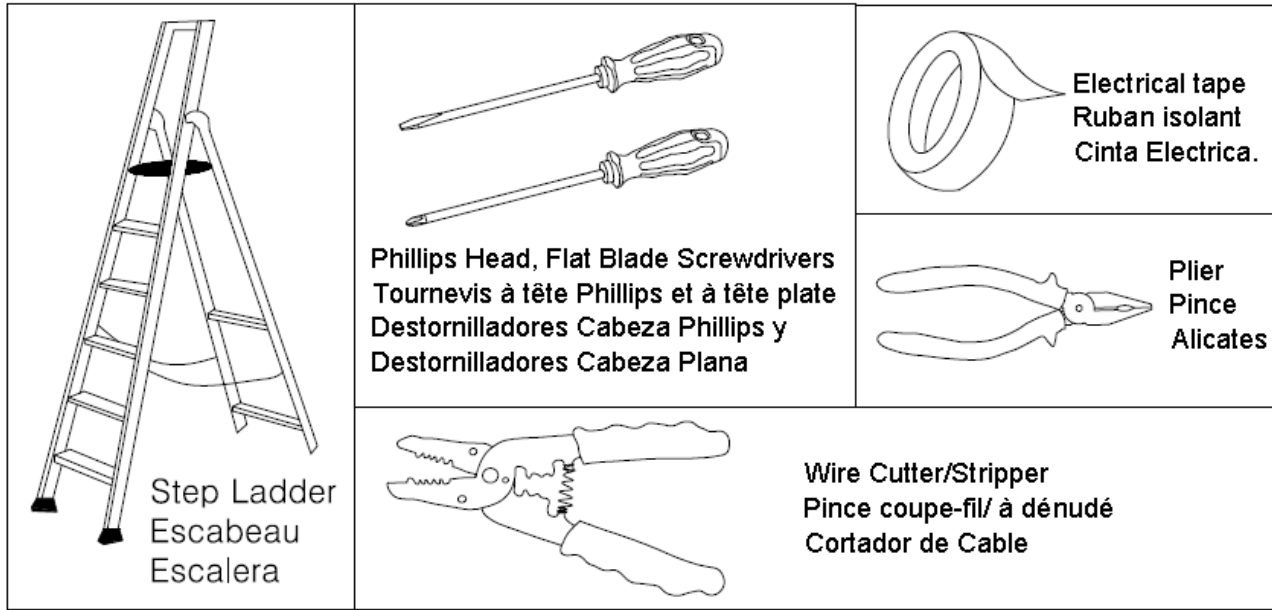 Step Ladder
Escabeau
Escalera
Phillips Head, Flat Blade Screwdrivers
Tournevis à tête Phillips et à tête plate
Destornilladores Cabeza Phillips y
Destornilladores Cabeza Plana
Electrical tape
Ruban isolant
Cinta Electrica.
Plier
Pince
Alicates
Wire Cutter/Stripper
Pince coupe-fil/ à dénudé
Cortador de Cable